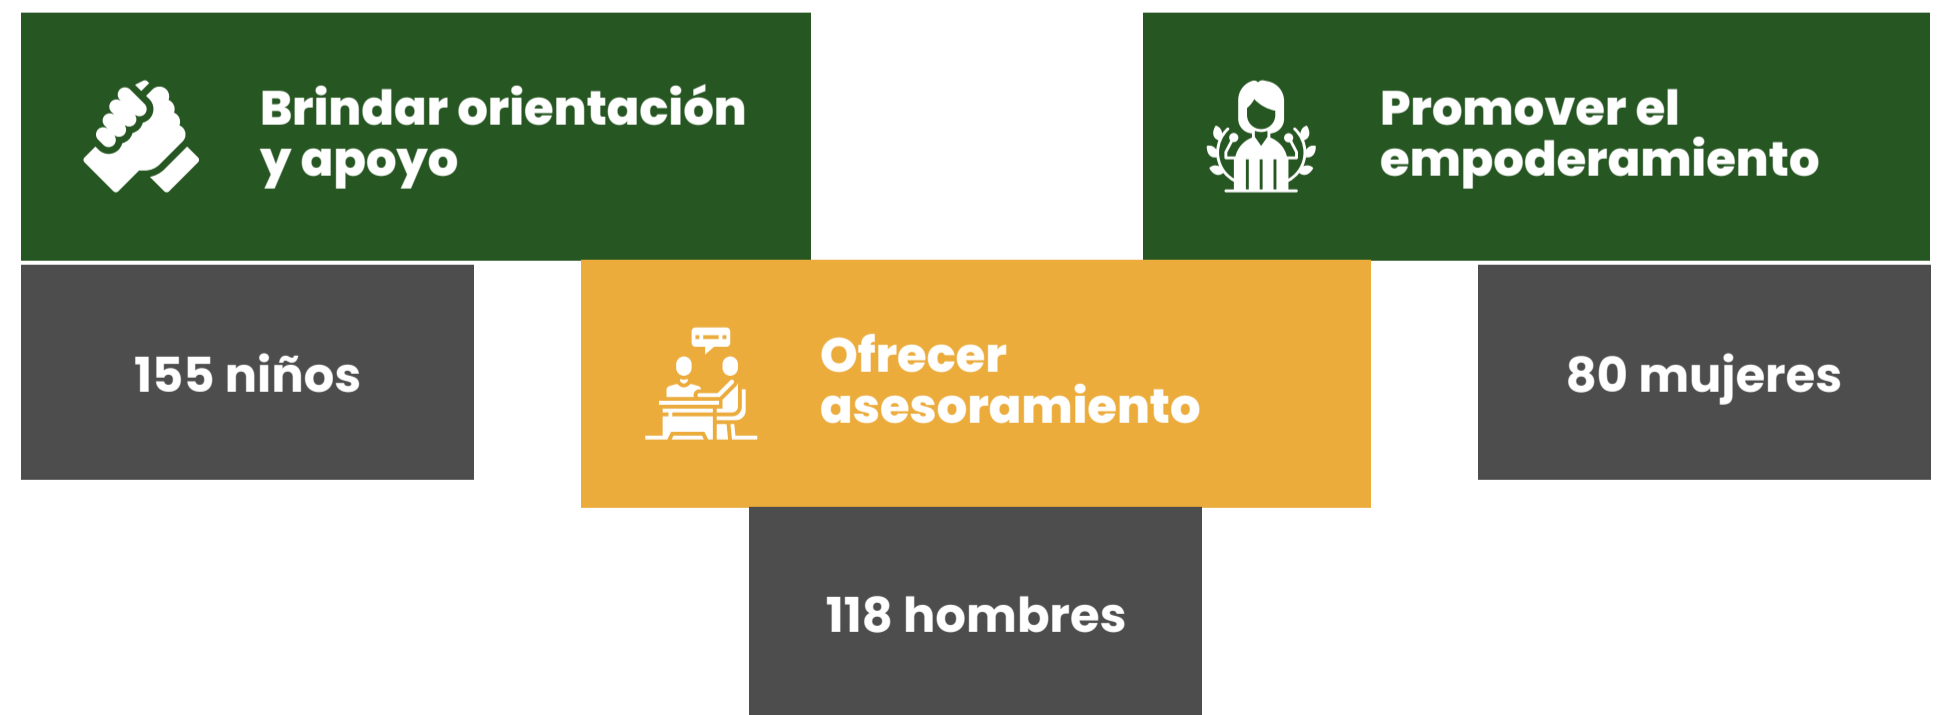 Brindar orientación
y apoyo
Promover el
empoderamiento
155 niños
Ofrecer
asesoramiento
80 mujeres
118 hombres